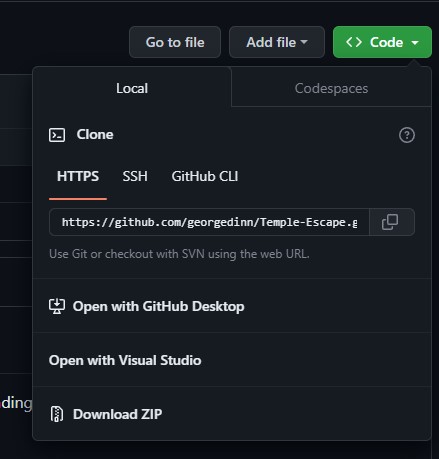 Go to file
Add file
<> Code
Local
Codespaces
Clone
HTTPS
SSH
GitHub CLI
https://github.com/georgedinn/Temple-Escape.g
Use Git or checkout with SVN using the web URL.
Open with GitHub Desktop
Open with Visual Studio
nding
Download ZIP